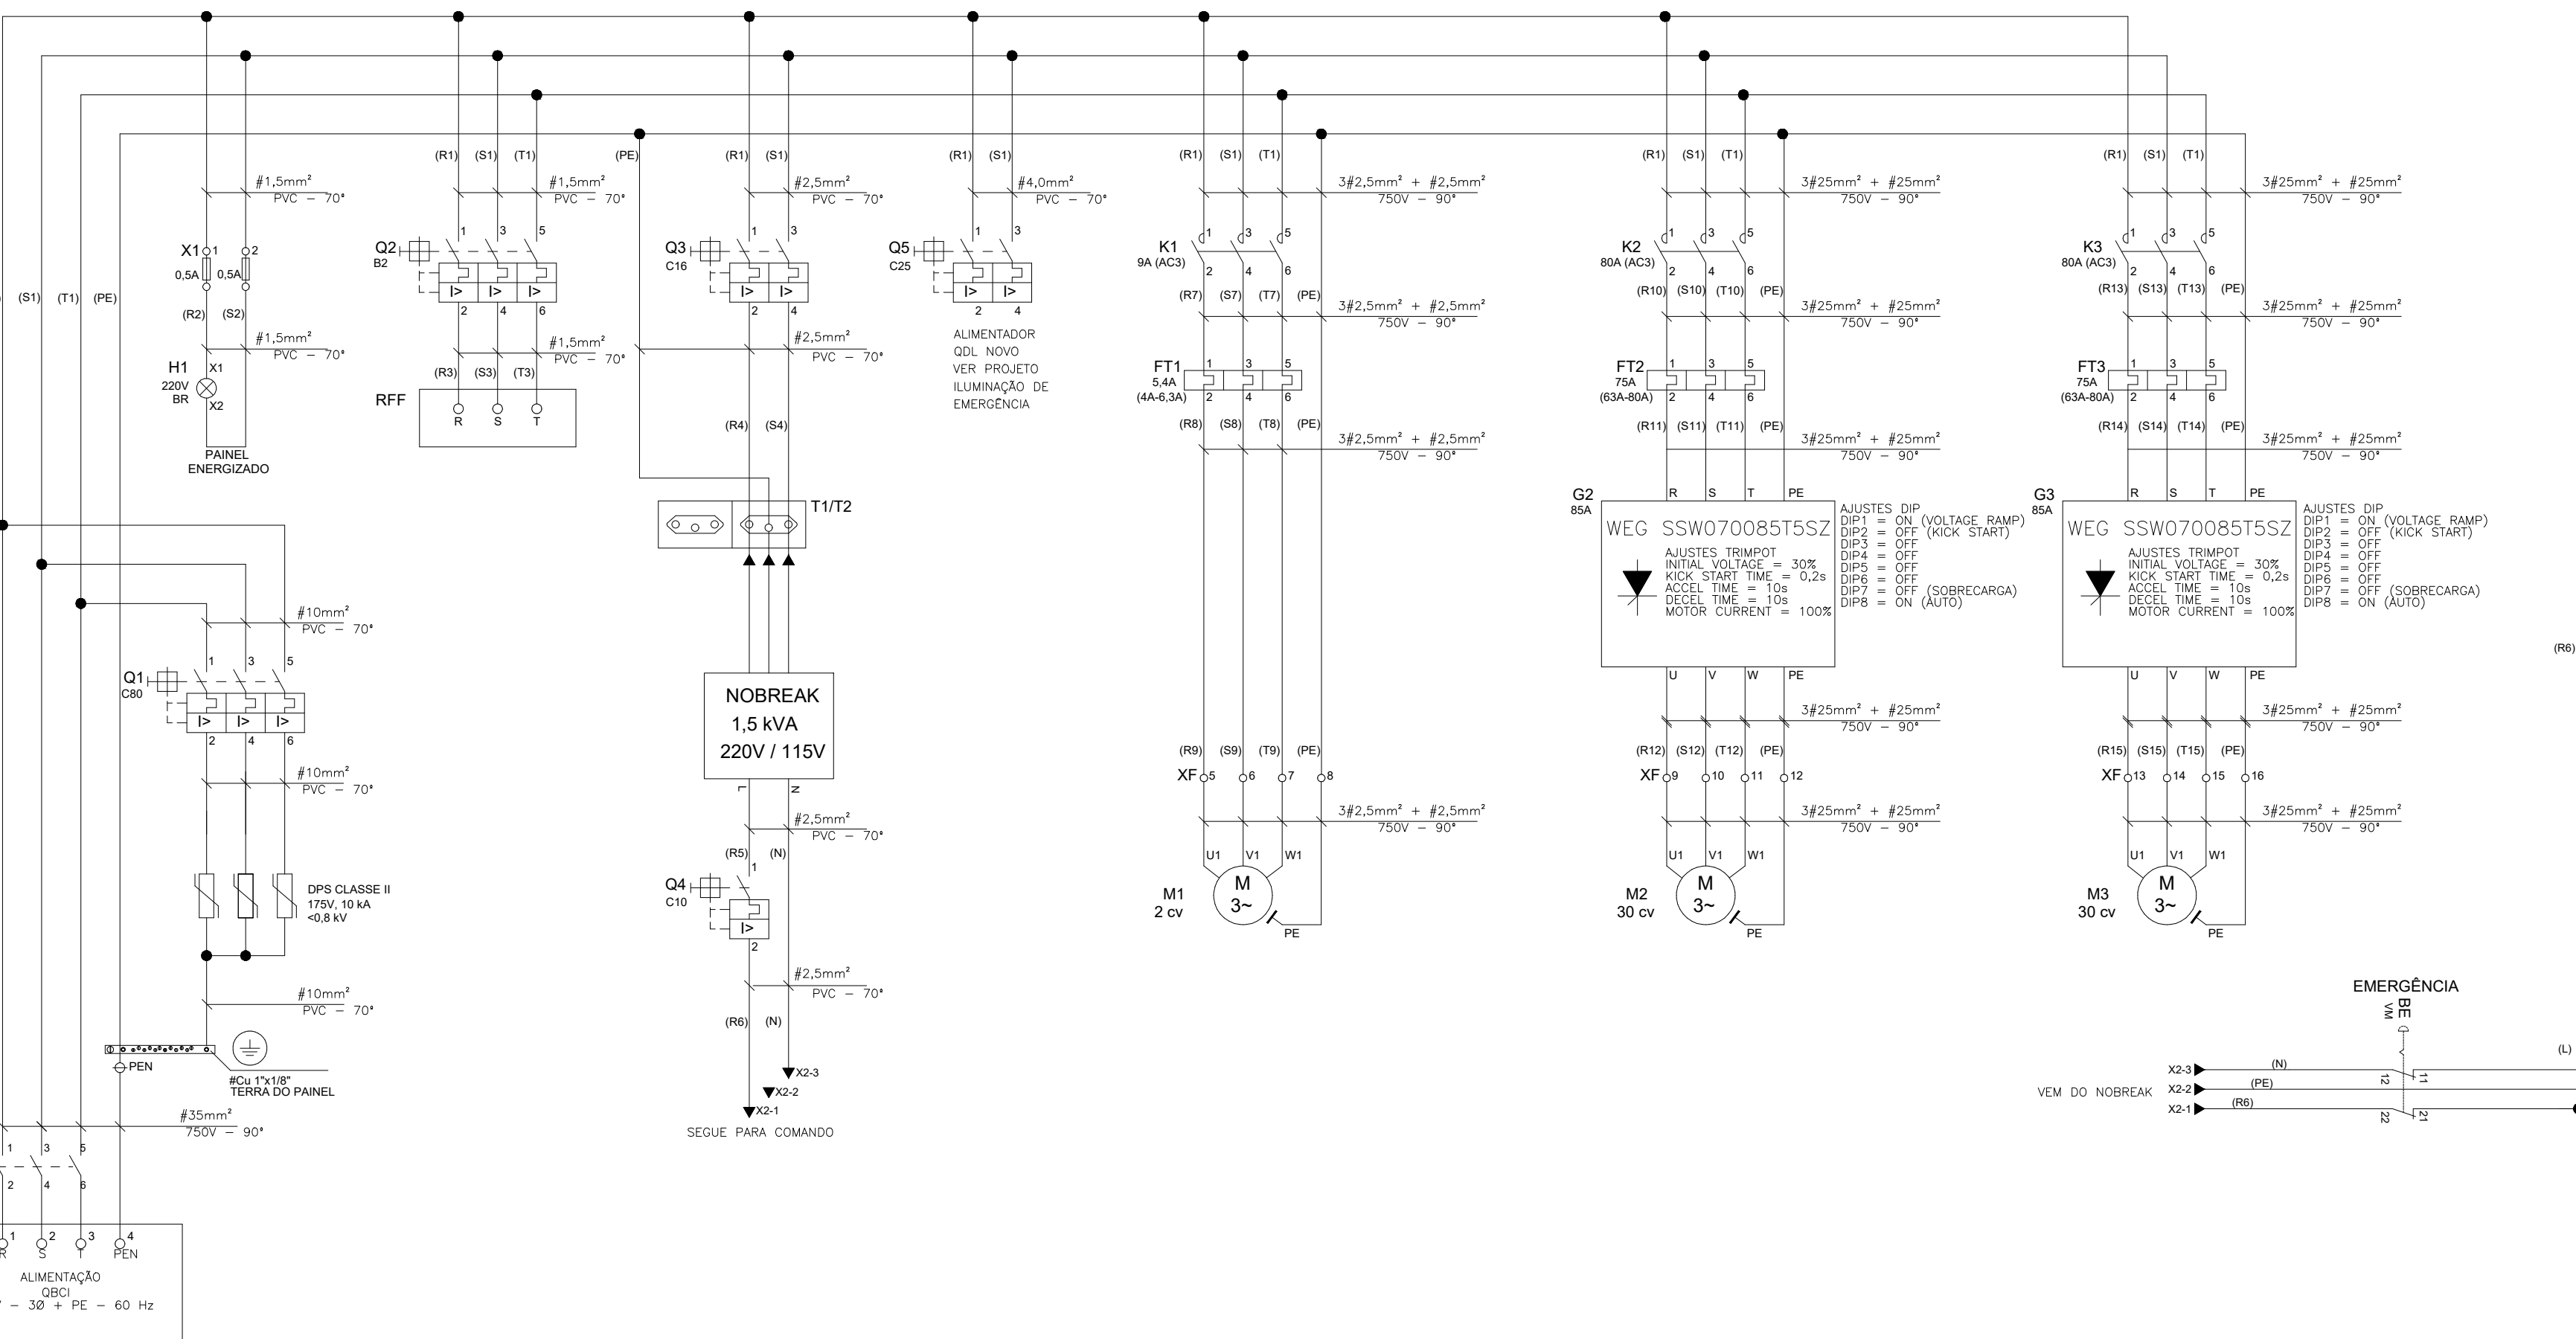 (R1) (S1) (T1) (PE) (R1) (S1) (R1) (S1) (R1) (S1) (T1) (R1) (S1) (T1) (R1) (S1) (T1)
#1,5mm²
PVC – 70°
#1,5mm²
PVC – 70°
#2,5mm²
PVC – 70°
#4,0mm²
PVC – 70°
3#2,5mm² + #2,5mm²
750V – 90°
3#25mm² + #25mm²
750V – 90°
3#25mm² + #25mm²
750V – 90°
(S1) (T1) (PE)
X1 1 2
0,5A 0,5A
(R2) (S2)
#1,5mm²
PVC – 70°
H1 X1
220V
BR X2
PAINEL
ENERGIZADO
Q2 1 3 5
B2
I> I> I>
2 4 6
#1,5mm²
PVC – 70°
(R3) (S3) (T3)
RFF
R S T
Q3 1 3
C16
I> I>
2 4
#2,5mm²
PVC – 70°
(R4) (S4)
T1/T2
NOBREAK
1,5 kVA
220V / 115V
L N
#2,5mm²
PVC – 70°
(R5) (N)
Q4 1
C10
I>
2
#2,5mm²
PVC – 70°
(R6) (N)
X2-3
X2-2
X2-1
SEGUE PARA COMANDO
Q5 1 3
C25
I> I>
2 4
ALIMENTADOR
QDL NOVO
VER PROJETO
ILUMINAÇÃO DE
EMERGÊNCIA
K1 1 3 5
9A (AC3)
2 4 6
(R7) (S7) (T7) (PE)
3#2,5mm² + #2,5mm²
750V – 90°
FT1 1 3 5
5,4A
(4A-6,3A) 2 4 6
(R8) (S8) (T8) (PE)
3#2,5mm² + #2,5mm²
750V – 90°
(R9) (S9) (T9) (PE)
XF 5 6 7 8
3#2,5mm² + #2,5mm²
750V – 90°
U1 V1 W1
M1 M
2 cv 3~
PE
K2 1 3 5
80A (AC3)
2 4 6
(R10) (S10) (T10) (PE)
3#25mm² + #25mm²
750V – 90°
FT2 1 3 5
75A
(63A-80A) 2 4 6
(R11) (S11) (T11) (PE)
3#25mm² + #25mm²
750V – 90°
G2 R S T PE
85A
WEG SSW070085T5SZ
AJUSTES TRIMPOT
INITIAL VOLTAGE = 30%
KICK START TIME = 0,2s
ACCEL TIME = 10s
DECEL TIME = 10s
MOTOR CURRENT = 100%
AJUSTES DIP
DIP1 = ON (VOLTAGE RAMP)
DIP2 = OFF (KICK START)
DIP3 = OFF
DIP4 = OFF
DIP5 = OFF
DIP6 = OFF
DIP7 = OFF (SOBRECARGA)
DIP8 = ON (AUTO)
U V W PE
3#25mm² + #25mm²
750V – 90°
(R12) (S12) (T12) (PE)
XF 9 10 11 12
3#25mm² + #25mm²
750V – 90°
U1 V1 W1
M2 M
30 cv 3~
PE
K3 1 3 5
80A (AC3)
2 4 6
(R13) (S13) (T13) (PE)
3#25mm² + #25mm²
750V – 90°
FT3 1 3 5
75A
(63A-80A) 2 4 6
(R14) (S14) (T14) (PE)
3#25mm² + #25mm²
750V – 90°
G3 R S T PE
85A
WEG SSW070085T5SZ
AJUSTES TRIMPOT
INITIAL VOLTAGE = 30%
KICK START TIME = 0,2s
ACCEL TIME = 10s
DECEL TIME = 10s
MOTOR CURRENT = 100%
AJUSTES DIP
DIP1 = ON (VOLTAGE RAMP)
DIP2 = OFF (KICK START)
DIP3 = OFF
DIP4 = OFF
DIP5 = OFF
DIP6 = OFF
DIP7 = OFF (SOBRECARGA)
DIP8 = ON (AUTO)
U V W PE
3#25mm² + #25mm²
750V – 90°
(R15) (S15) (T15) (PE)
XF 13 14 15 16
3#25mm² + #25mm²
750V – 90°
U1 V1 W1
M3 M
30 cv 3~
PE
(R6)
#10mm²
PVC – 70°
Q1 1 3 5
C80
I> I> I>
2 4 6
#10mm²
PVC – 70°
DPS CLASSE II
175V, 10 kA
<0,8 kV
#10mm²
PVC – 70°
PEN
#Cu 1"x1/8"
TERRA DO PAINEL
#35mm²
750V – 90°
1 3 5
2 4 6
1 2 3 4
R S T PEN
ALIMENTAÇÃO
QBCI
– 3Ø + PE – 60 Hz
EMERGÊNCIA
BE
VM
(L)
X2-3 (N) 12 11
VEM DO NOBREAK X2-2 (PE)
X2-1 (R6) 22 21